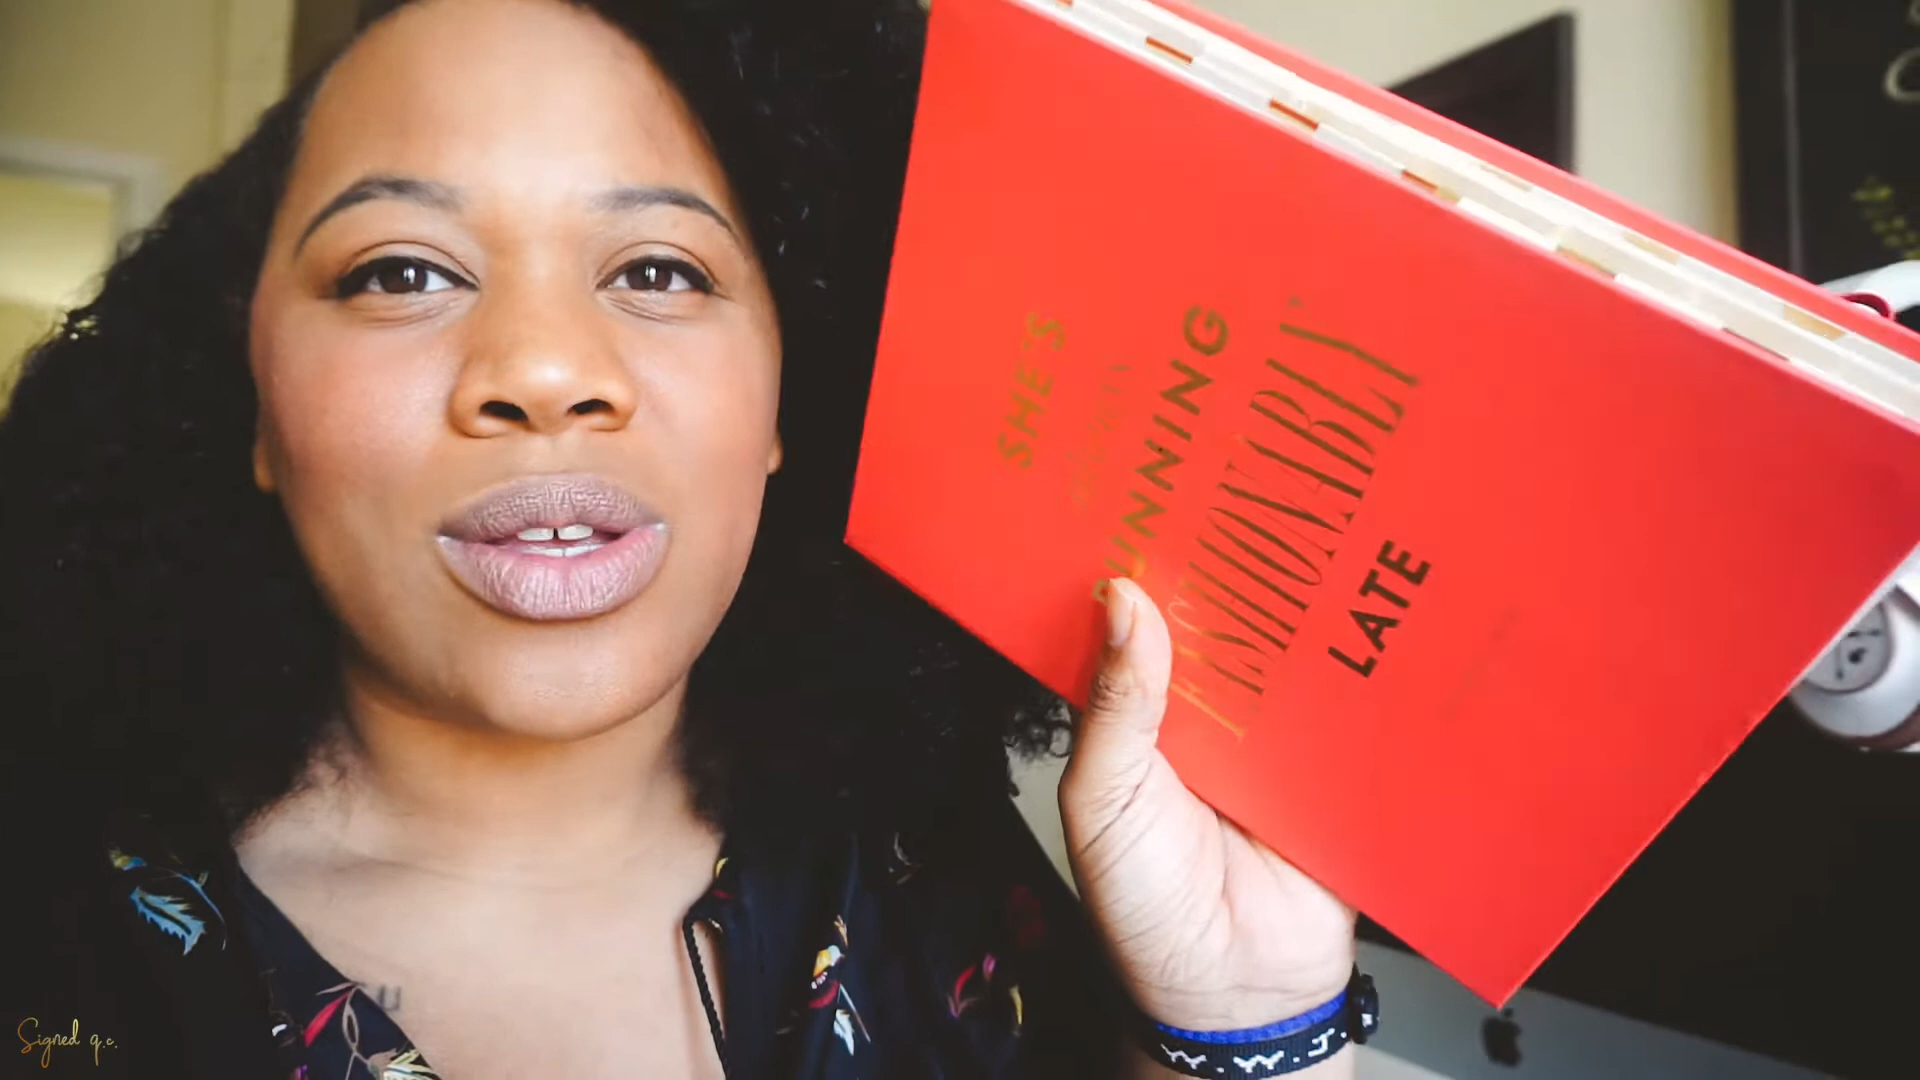 SHE'S
RUNNING
FASHIONABLY
LATE
W.W.J.
Signed q.c.